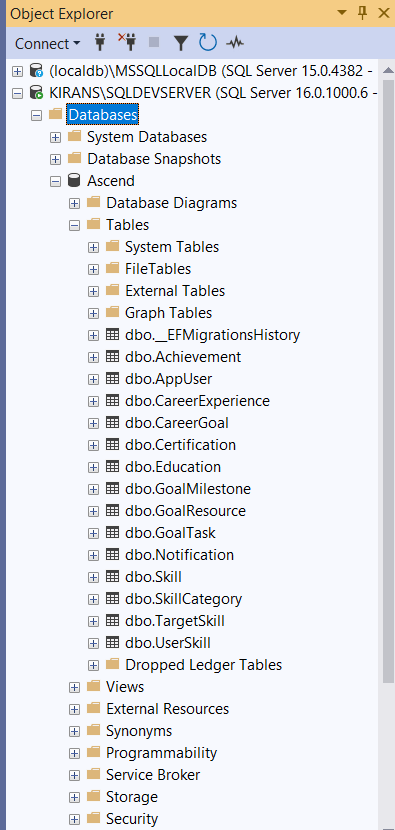 Object Explorer
Connect
(localdb)\MSSQLLocalDB (SQL Server 15.0.4382 -
KIRANS\SQLDEVSERVER (SQL Server 16.0.1000.6 -
Databases
System Databases
Database Snapshots
Ascend
Database Diagrams
Tables
System Tables
FileTables
External Tables
Graph Tables
dbo.__EFMigrationsHistory
dbo.Achievement
dbo.AppUser
dbo.CareerExperience
dbo.CareerGoal
dbo.Certification
dbo.Education
dbo.GoalMilestone
dbo.GoalResource
dbo.GoalTask
dbo.Notification
dbo.Skill
dbo.SkillCategory
dbo.TargetSkill
dbo.UserSkill
Dropped Ledger Tables
Views
External Resources
Synonyms
Programmability
Service Broker
Storage
Security